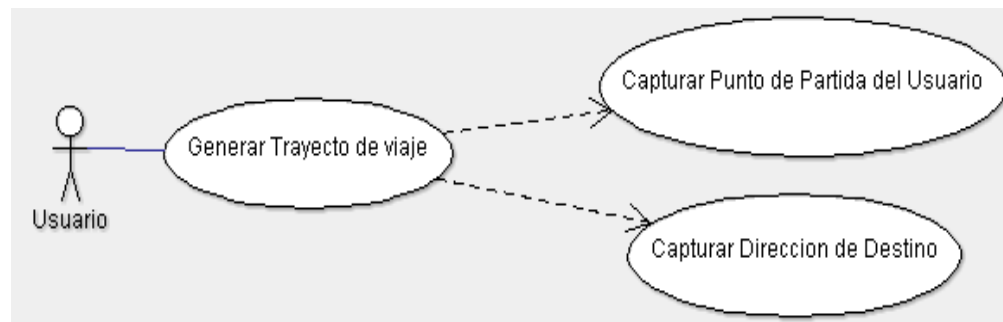 Capturar Punto de Partida del Usuario
Generar Trayecto de viaje
Usuario
Capturar Direccion de Destino